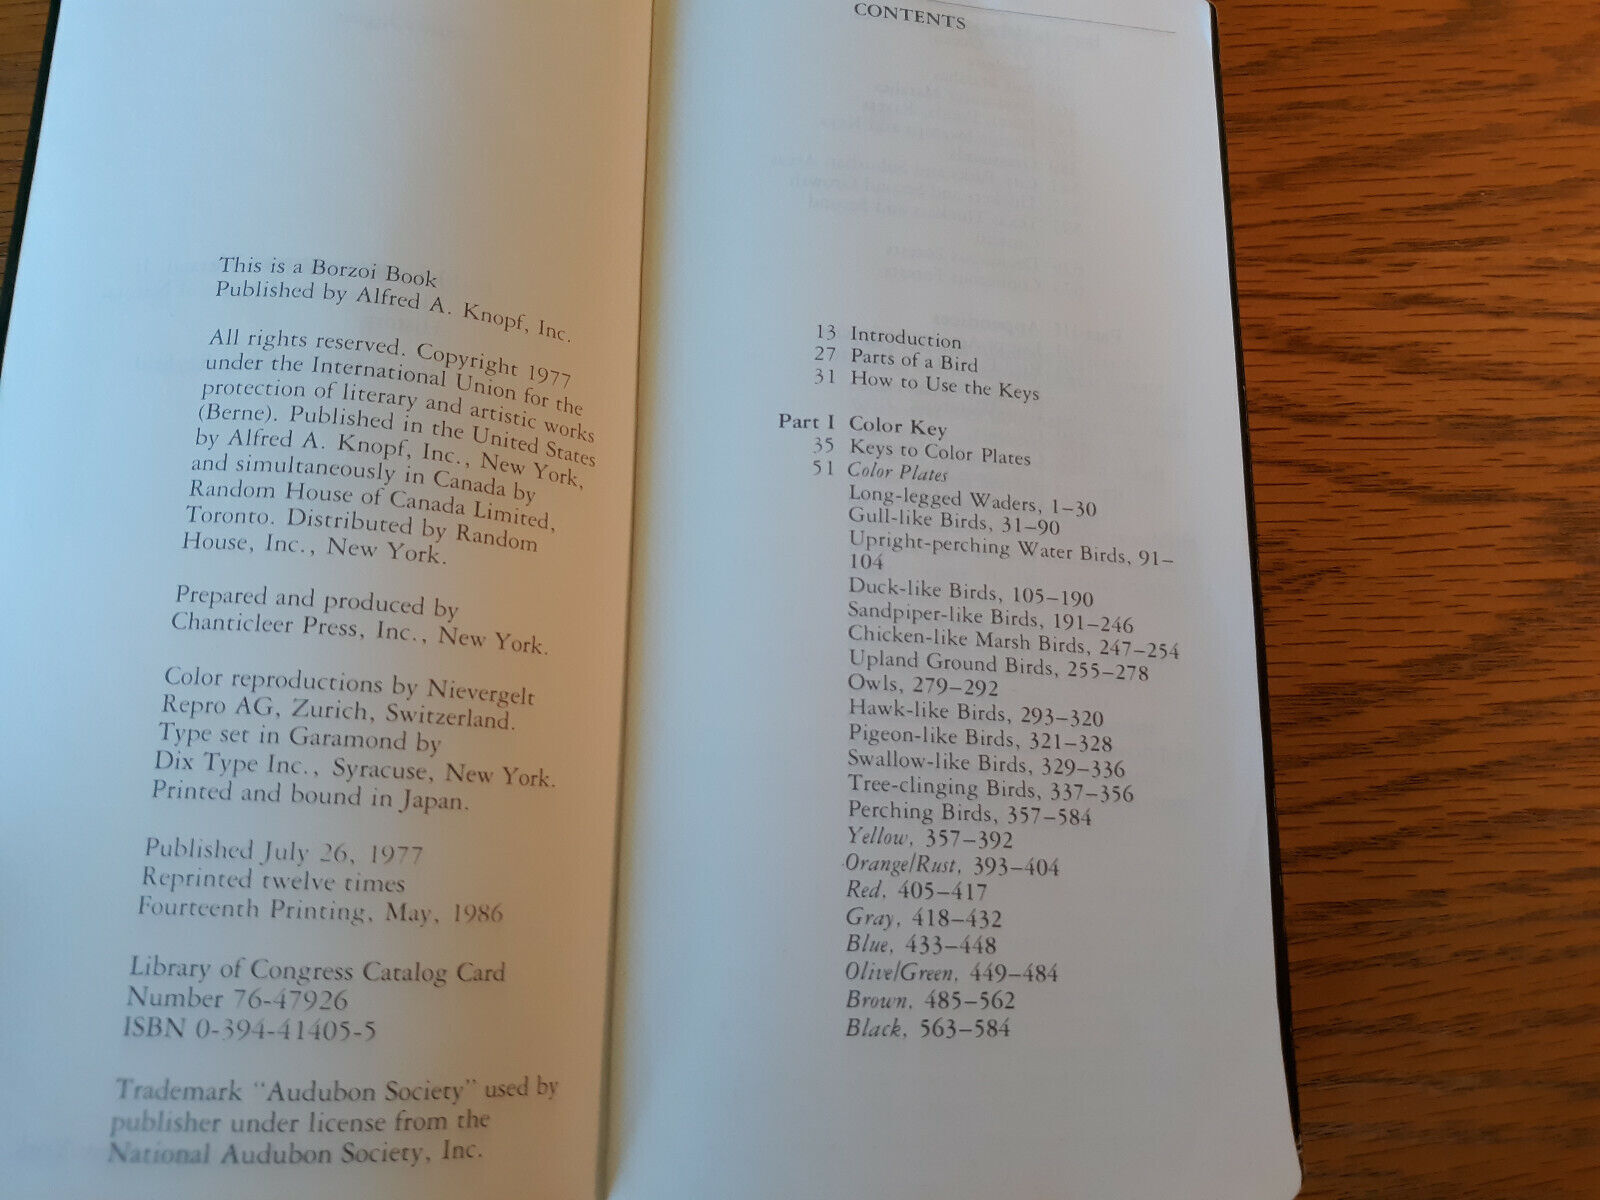 This is a Borzoi Book
Published by Alfred A. Knopf, Inc.
All rights reserved. Copyright 1977
under the International Union for the
protection of literary and artistic works
(Berne). Published in the United States
by Alfred A. Knopf, Inc., New York,
and simultaneously in Canada by
Random House of Canada Limited,
Toronto. Distributed by Random
House, Inc., New York.
Prepared and produced by
Chanticleer Press, Inc., New York.
Color reproductions by Nievergelt
Repro AG, Zurich, Switzerland.
Type set in Garamond by
Dix Type Inc., Syracuse, New York.
Printed and bound in Japan.
Published July 26, 1977
Reprinted twelve times
Fourteenth Printing, May, 1986
Library of Congress Catalog Card
Number 76-47926
ISBN 0-394-41405-5
Trademark "Audubon Society" used by
publisher under license from the
National Audubon Society, Inc.
CONTENTS
13 Introduction
27 Parts of a Bird
31 How to Use the Keys
Part I Color Key
35 Keys to Color Plates
51 Color Plates
Long-legged Waders, 1–30
Gull-like Birds, 31–90
Upright-perching Water Birds, 91–
104
Duck-like Birds, 105–190
Sandpiper-like Birds, 191–246
Chicken-like Marsh Birds, 247–254
Upland Ground Birds, 255–278
Owls, 279–292
Hawk-like Birds, 293–320
Pigeon-like Birds, 321–328
Swallow-like Birds, 329–336
Tree-clinging Birds, 337–356
Perching Birds, 357–584
Yellow, 357–392
Orange/Rust, 393–404
Red, 405–417
Gray, 418–432
Blue, 433–448
Olive/Green, 449–484
Brown, 485–562
Black, 563–584